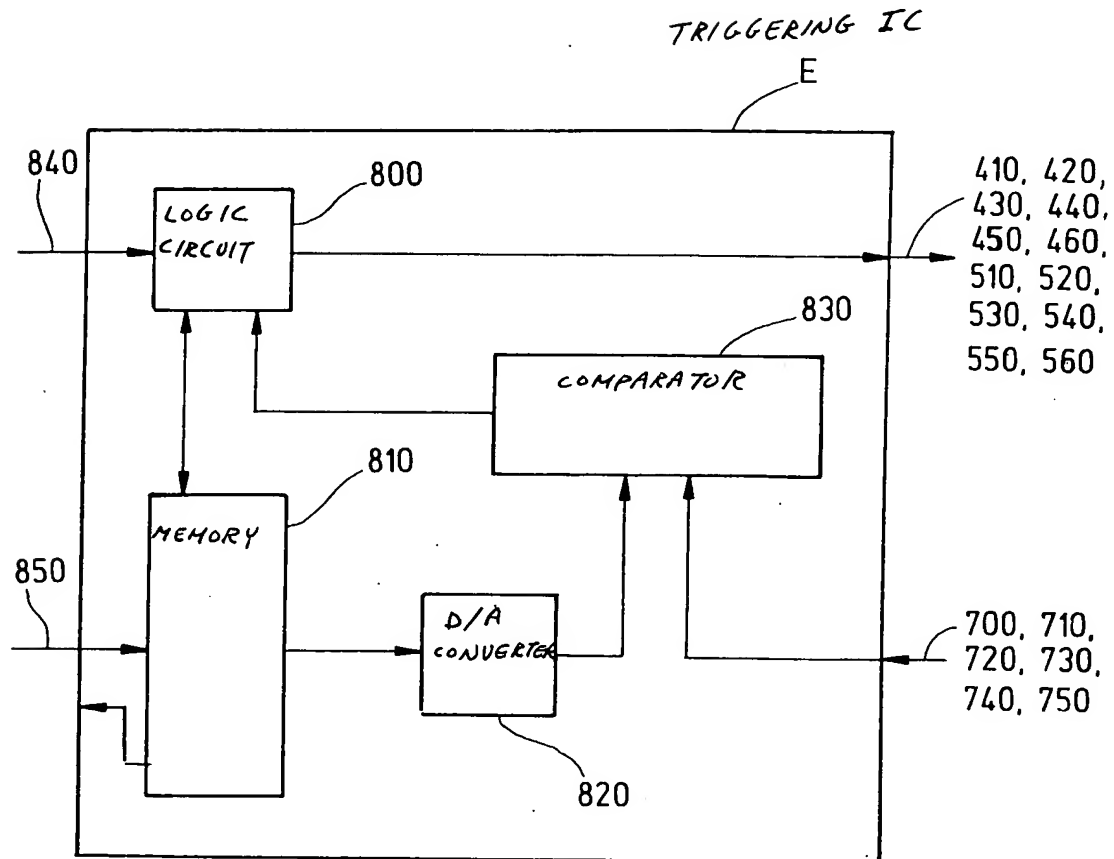 TRIGGERING IC
E
840
800
LOGIC
CIRCUIT
410, 420,
430, 440,
450, 460,
510, 520,
530, 540,
550, 560
830
COMPARATOR
810
MEMORY
850
D/A
CONVERTER
700, 710,
720, 730,
740, 750
820